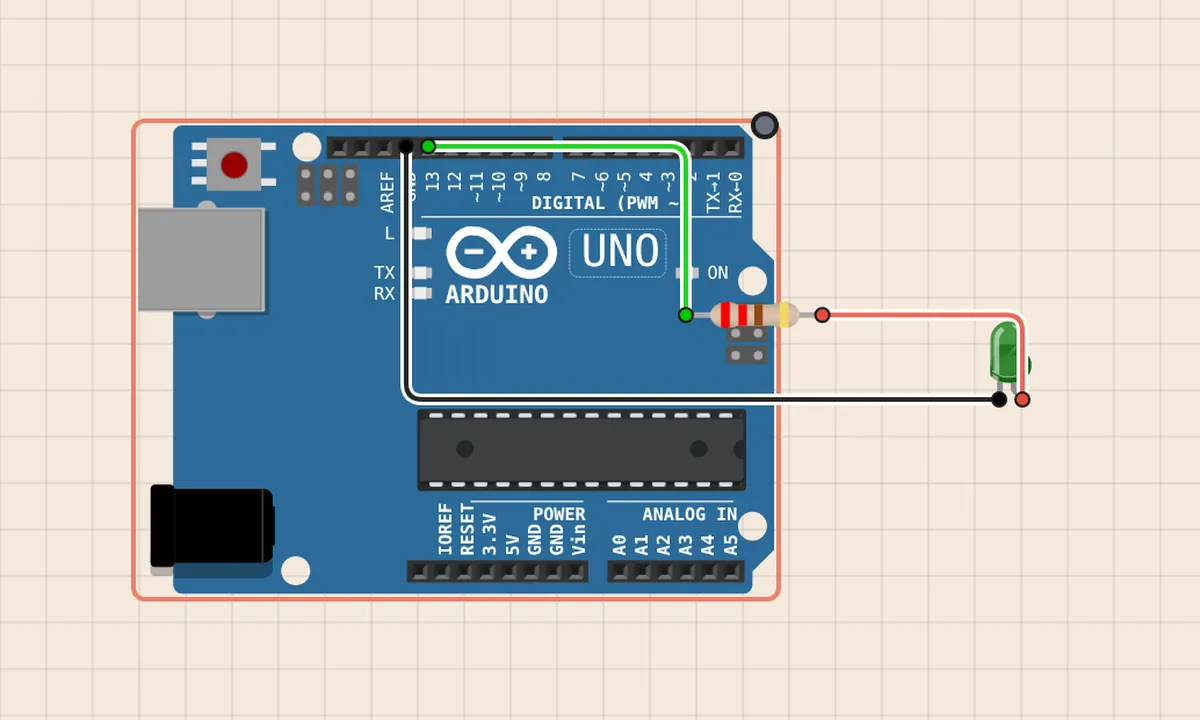 AREF
GND
13
12
~11
~10
~9
8
7
~6
~5
4
~3
2
TX→1
RX←0
DIGITAL (PWM ~
L
UNO
TX
RX
ON
ARDUINO
POWER
ANALOG IN
IOREF
RESET
3.3V
5V
GND
GND
Vin
A0
A1
A2
A3
A4
A5